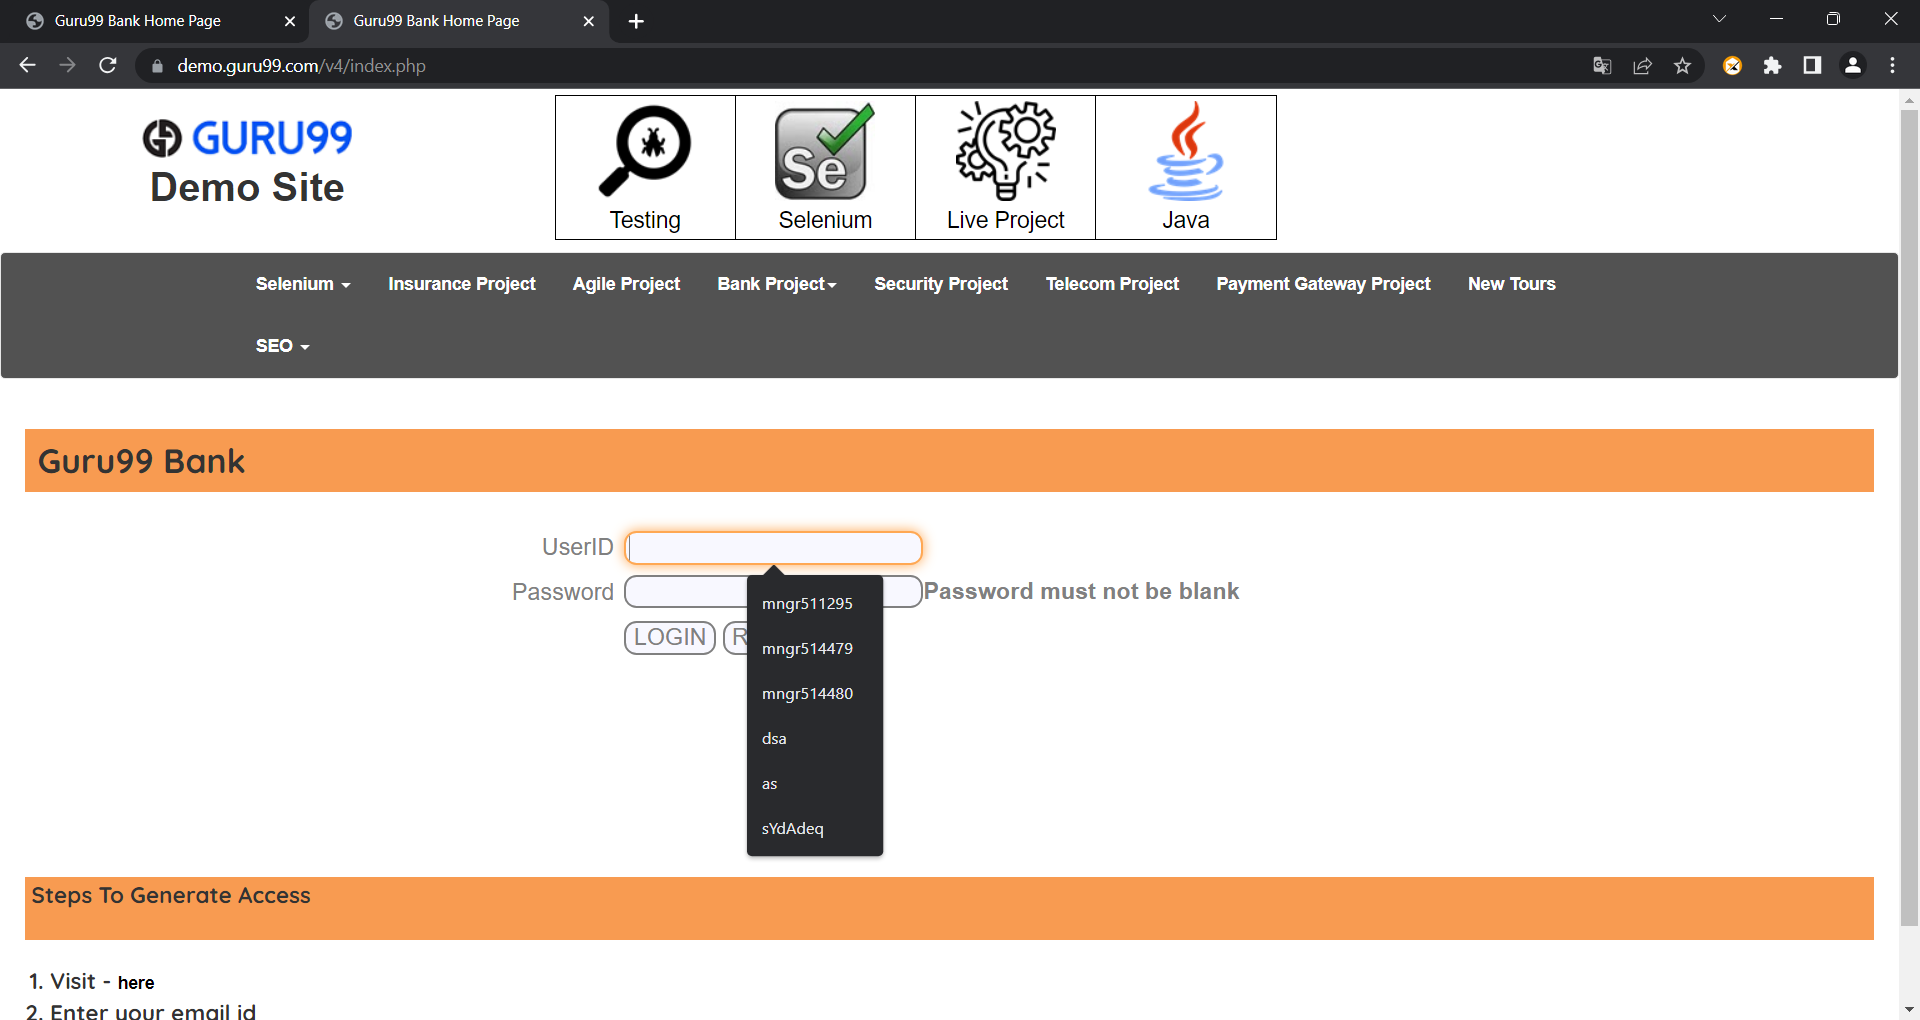 Guru99 Bank Home Page
Guru99 Bank Home Page
demo.guru99.com/v4/index.php
GURU99
Demo Site
Se
Testing
Selenium
Live Project
Java
Selenium
Insurance Project
Agile Project
Bank Project
Security Project
Telecom Project
Payment Gateway Project
New Tours
SEO
Guru99 Bank
UserID
Password
Password must not be blank
LOGIN
R
mngr511295
mngr514479
mngr514480
dsa
as
sYdAdeq
Steps To Generate Access
1. Visit - here
2. Enter your email id